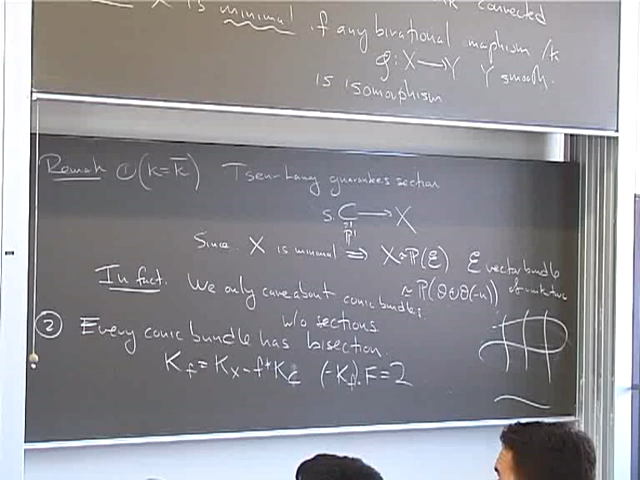 X is minimal if any birational morphism /k
φ: X → Y Y smooth.
is isomorphism
Remark ① (k = k̄) Tsen-Lang guarantees section
s: C → X
P¹
Since X is minimal ⇒ X ≃ P(E) E vector bundle
≃ P(O⊕O(-n)) of rank two
In fact. We only care about conic bundles
w/o sections
② Every conic bundle has bisection.
K_f = K_X - f*K_C (-K_f).F = 2